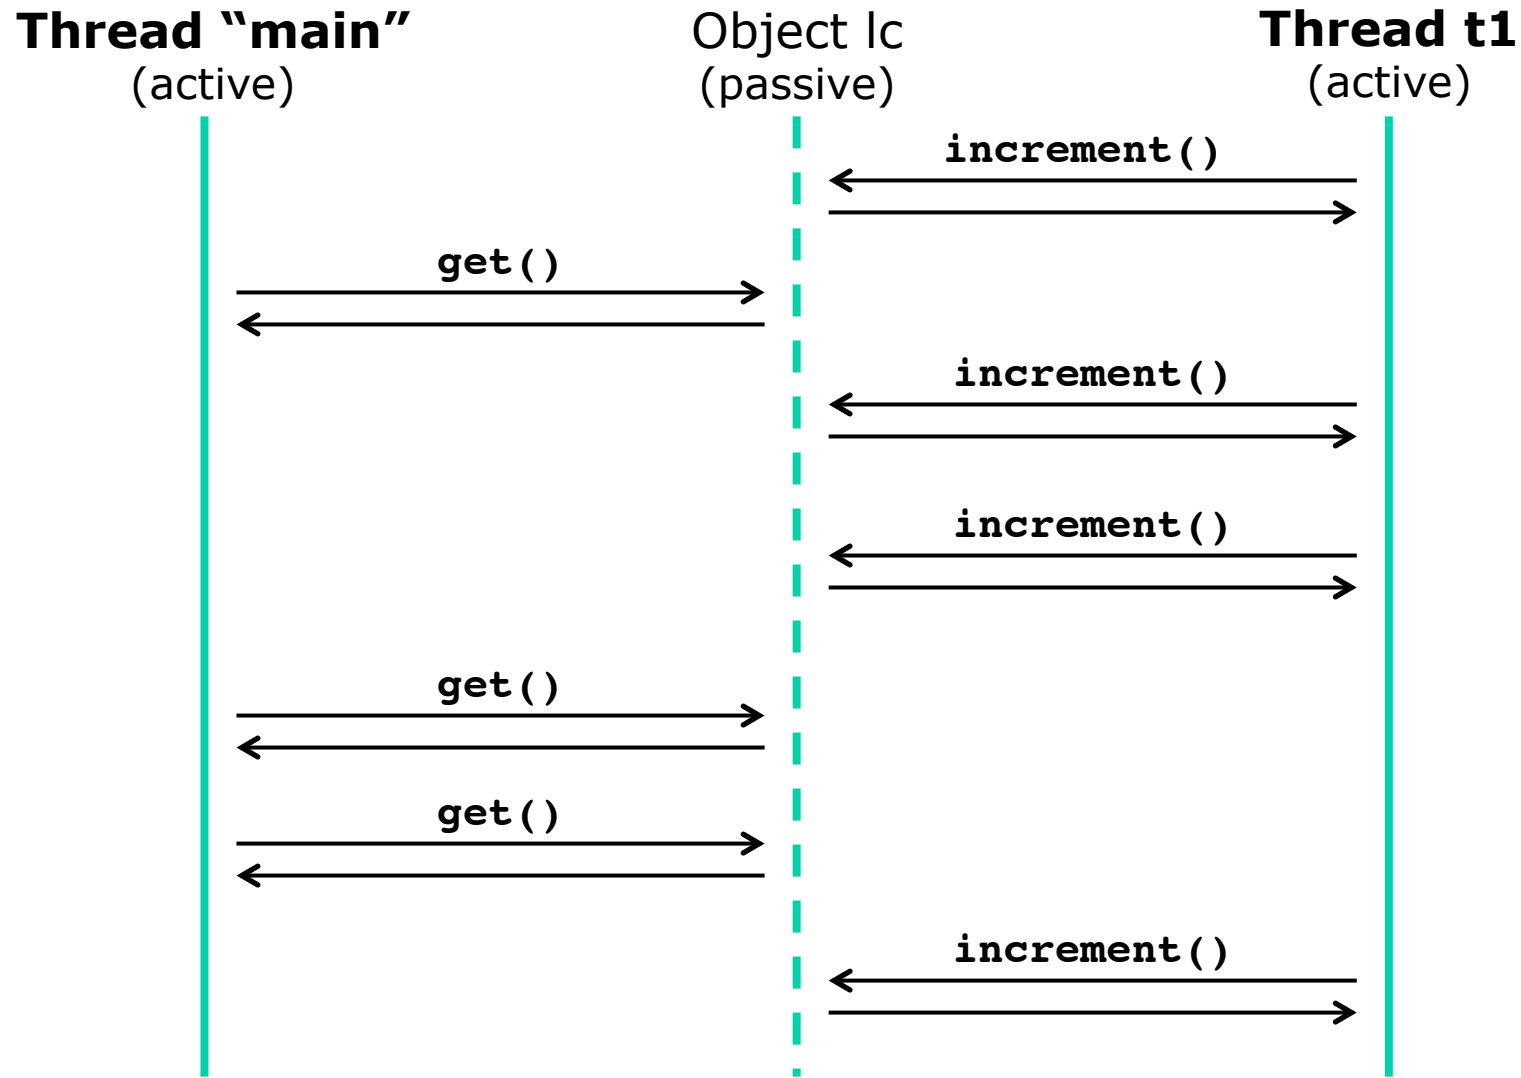 Thread “main”
(active)
Object lc
(passive)
Thread t1
(active)
increment()
get()
increment()
increment()
get()
get()
increment()